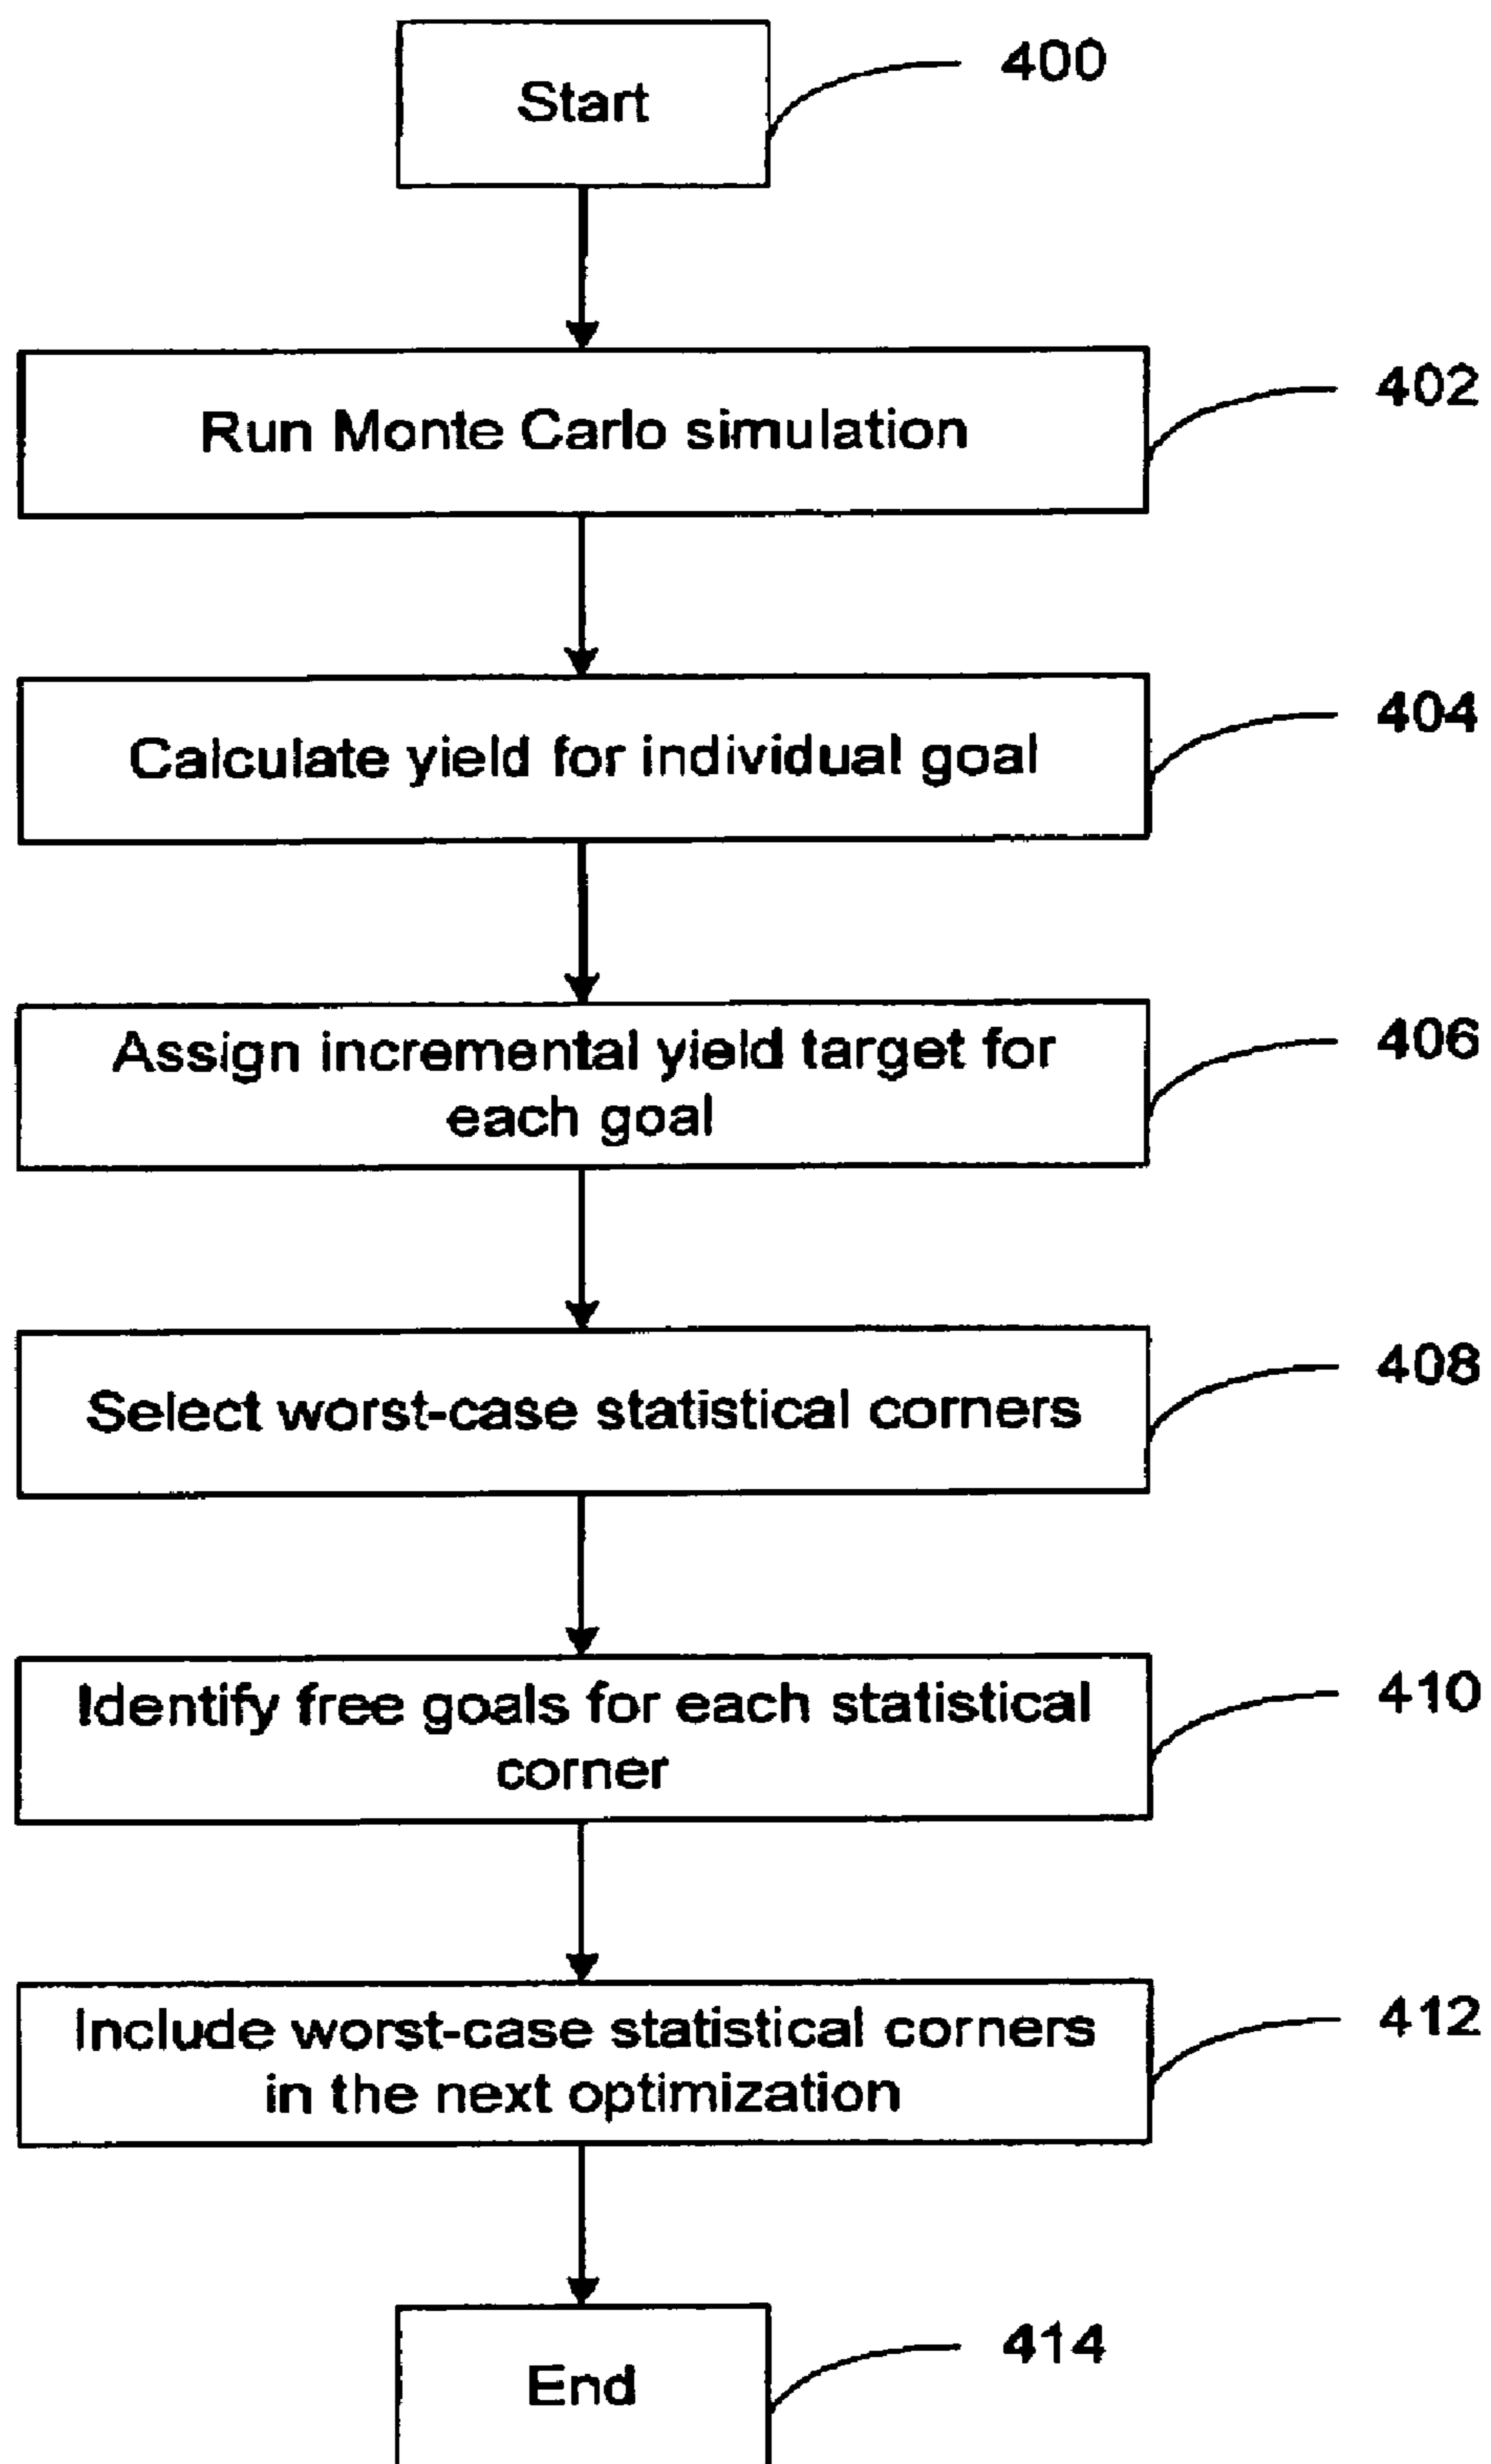 Start
400
Run Monte Carlo simulation
402
Calculate yield for individual goal
404
Assign incremental yield target for
each goal
406
Select worst-case statistical corners
408
Identify free goals for each statistical
corner
410
Include worst-case statistical corners
in the next optimization
412
End
414